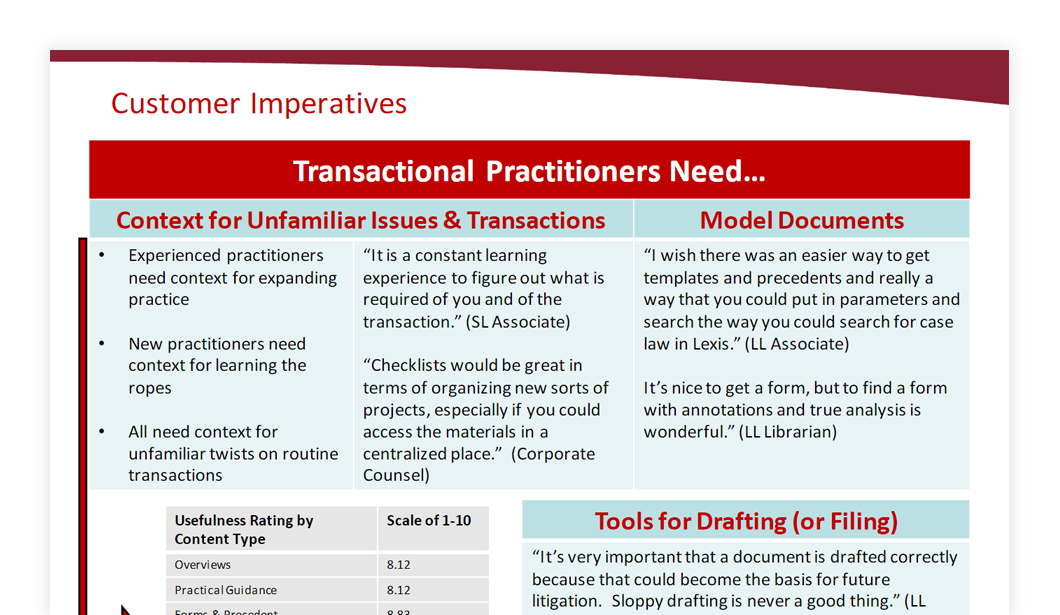 Customer Imperatives
Transactional Practitioners Need…
Context for Unfamiliar Issues & Transactions
Model Documents
• Experienced practitioners
need context for expanding
practice
• New practitioners need
context for learning the
ropes
• All need context for
unfamiliar twists on routine
transactions
“It is a constant learning
experience to figure out what is
required of you and of the
transaction.” (SL Associate)
“Checklists would be great in
terms of organizing new sorts of
projects, especially if you could
access the materials in a
centralized place.”  (Corporate
Counsel)
“I wish there was an easier way to get
templates and precedents and really a
way that you could put in parameters and
search the way you could search for case
law in Lexis.” (LL Associate)
It’s nice to get a form, but to find a form
with annotations and true analysis is
wonderful.” (LL Librarian)
Usefulness Rating by
Content Type
Scale of 1-10
Overviews 8.12
Practical Guidance 8.12
Forms & Precedent 8.83
Tools for Drafting (or Filing)
“It’s very important that a document is drafted correctly
because that could become the basis for future
litigation.  Sloppy drafting is never a good thing.” (LL